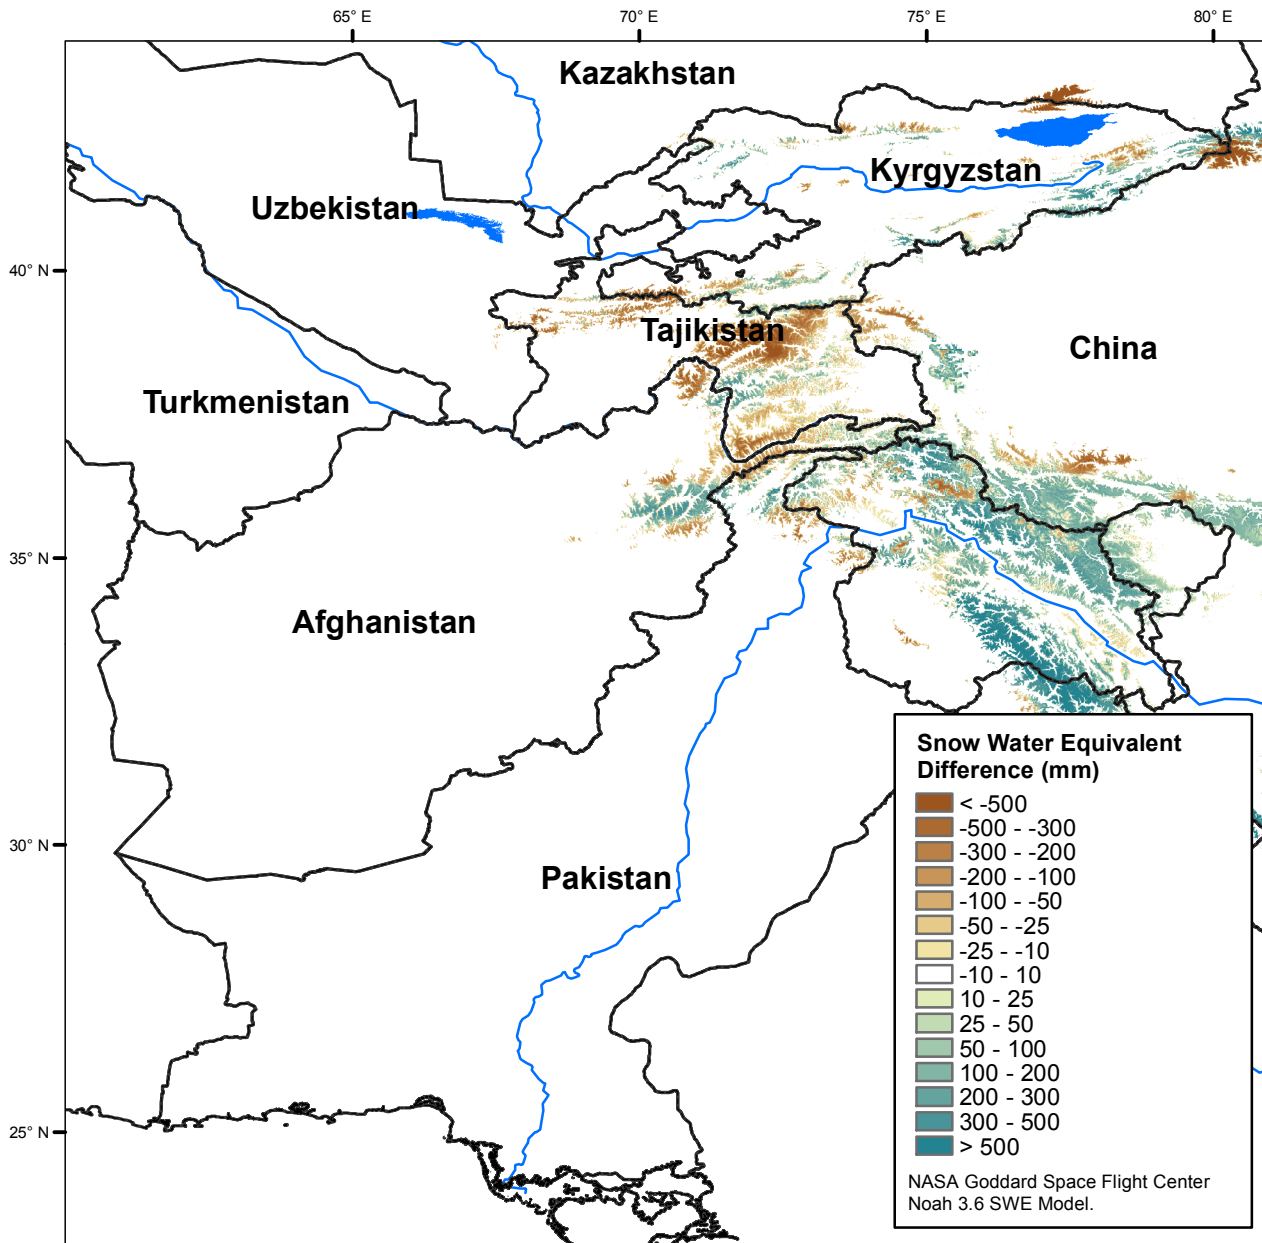 65° E
70° E
75° E
80° E
Kazakhstan
Kyrgyzstan
Uzbekistan
40° N
Tajikistan
China
Turkmenistan
35° N
Afghanistan
30° N
Pakistan
25° N
Snow Water Equivalent
Difference (mm)
< -500
-500 - -300
-300 - -200
-200 - -100
-100 - -50
-50 - -25
-25 - -10
-10 - 10
10 - 25
25 - 50
50 - 100
100 - 200
200 - 300
300 - 500
> 500
NASA Goddard Space Flight Center
Noah 3.6 SWE Model.